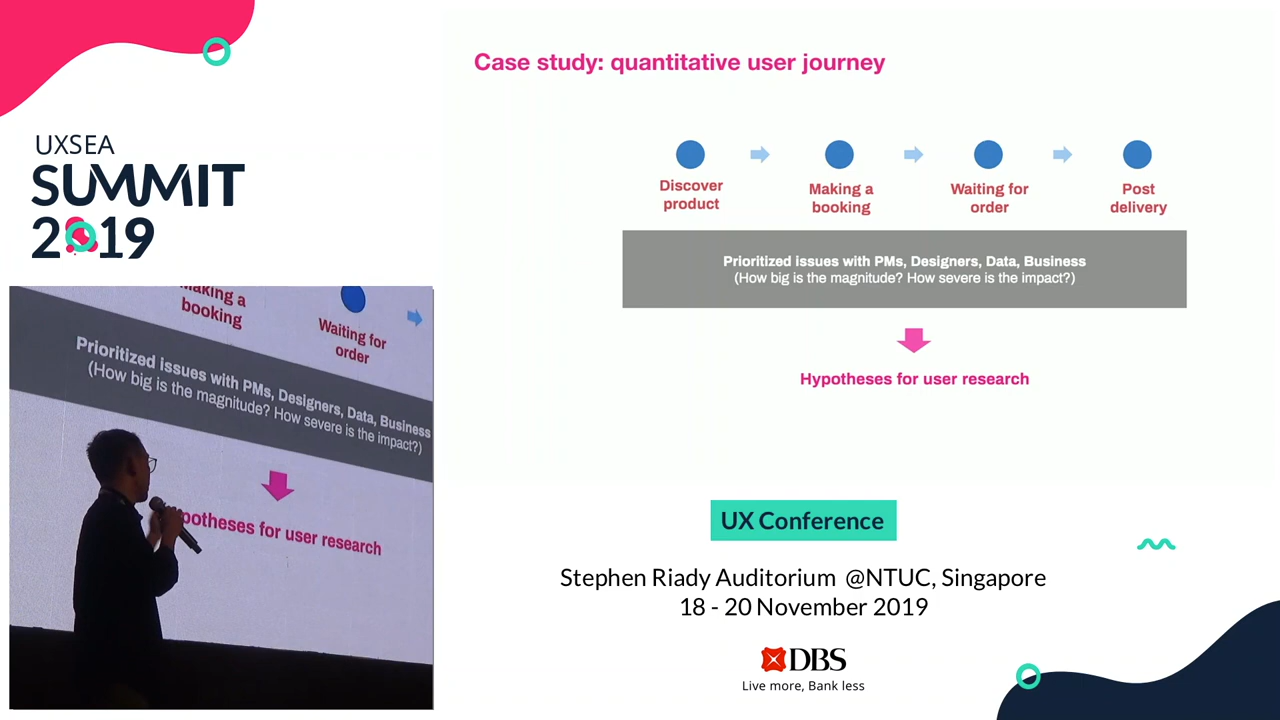 UXSEA
SUMMIT
2019
Case study: quantitative user journey
Discover
product
Making a
booking
Waiting for
order
Post
delivery
Prioritized issues with PMs, Designers, Data, Business
(How big is the magnitude? How severe is the impact?)
Hypotheses for user research
Making a
booking
Waiting for
order
Prioritized issues with PMs, Designers, Data, Business
(How big is the magnitude? How severe is the impact?)
potheses for user research
UX Conference
Stephen Riady Auditorium @NTUC, Singapore
18 - 20 November 2019
DBS
Live more, Bank less